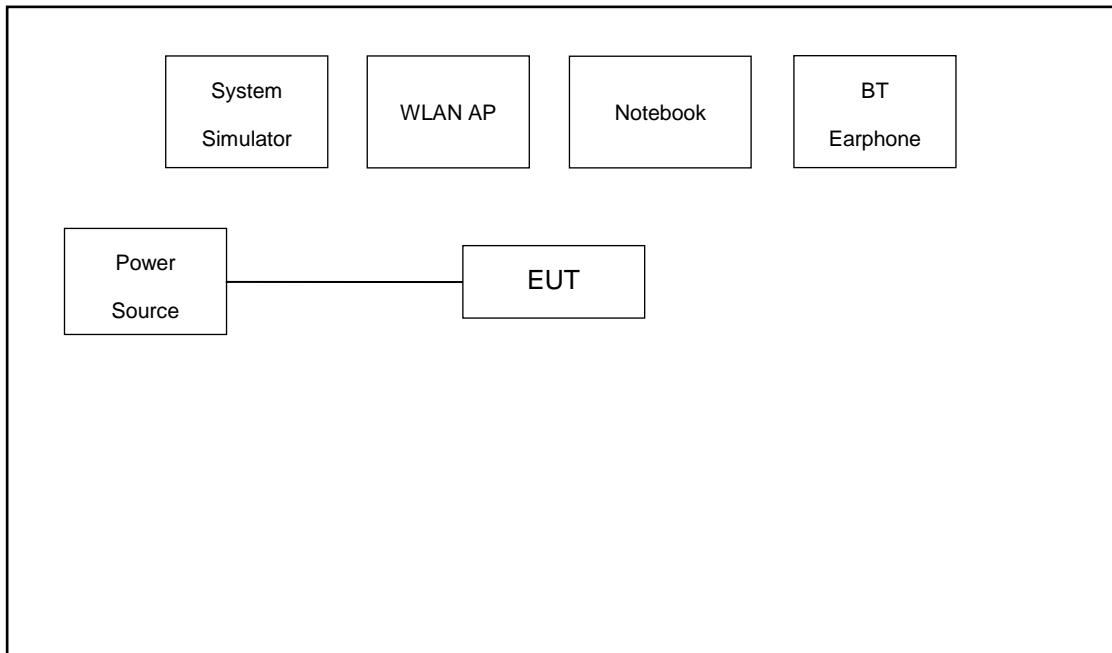 System
Simulator
WLAN AP
Notebook
BT
Earphone
Power
Source
EUT